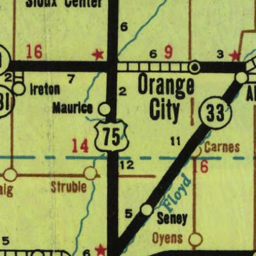 Sioux Center
6
16
6
9
3
2
7
Ireton
2
Orange
City
Maurice
33
75
11
14
Carnes
12
16
Struble
Floyd
5
Seney
Oyens
5
6